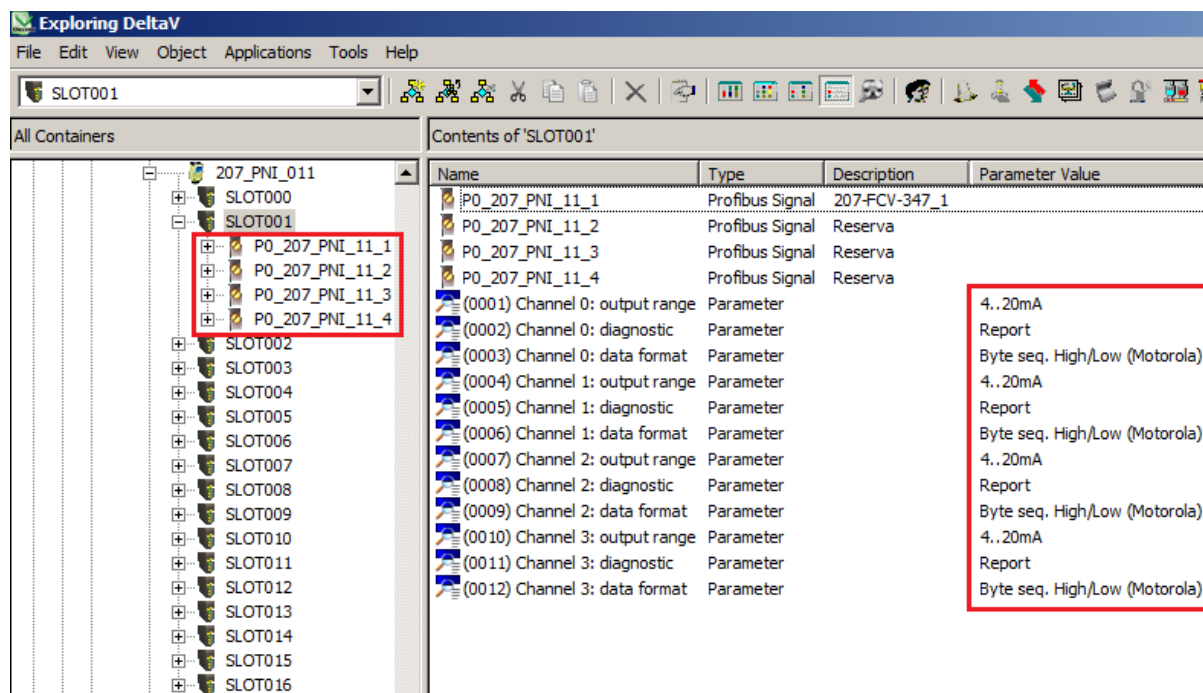 Exploring DeltaV
File Edit View Object Applications Tools Help
SLOT001
All Containers
Contents of 'SLOT001'
207_PNI_011
SLOT000
SLOT001
P0_207_PNI_11_1
P0_207_PNI_11_2
P0_207_PNI_11_3
P0_207_PNI_11_4
SLOT002
SLOT003
SLOT004
SLOT005
SLOT006
SLOT007
SLOT008
SLOT009
SLOT010
SLOT011
SLOT012
SLOT013
SLOT014
SLOT015
SLOT016
Name Type Description Parameter Value
P0_207_PNI_11_1 Profibus Signal 207-FCV-347_1
P0_207_PNI_11_2 Profibus Signal Reserva
P0_207_PNI_11_3 Profibus Signal Reserva
P0_207_PNI_11_4 Profibus Signal Reserva
(0001) Channel 0: output range Parameter 4..20mA
(0002) Channel 0: diagnostic Parameter Report
(0003) Channel 0: data format Parameter Byte seq. High/Low (Motorola)
(0004) Channel 1: output range Parameter 4..20mA
(0005) Channel 1: diagnostic Parameter Report
(0006) Channel 1: data format Parameter Byte seq. High/Low (Motorola)
(0007) Channel 2: output range Parameter 4..20mA
(0008) Channel 2: diagnostic Parameter Report
(0009) Channel 2: data format Parameter Byte seq. High/Low (Motorola)
(0010) Channel 3: output range Parameter 4..20mA
(0011) Channel 3: diagnostic Parameter Report
(0012) Channel 3: data format Parameter Byte seq. High/Low (Motorola)